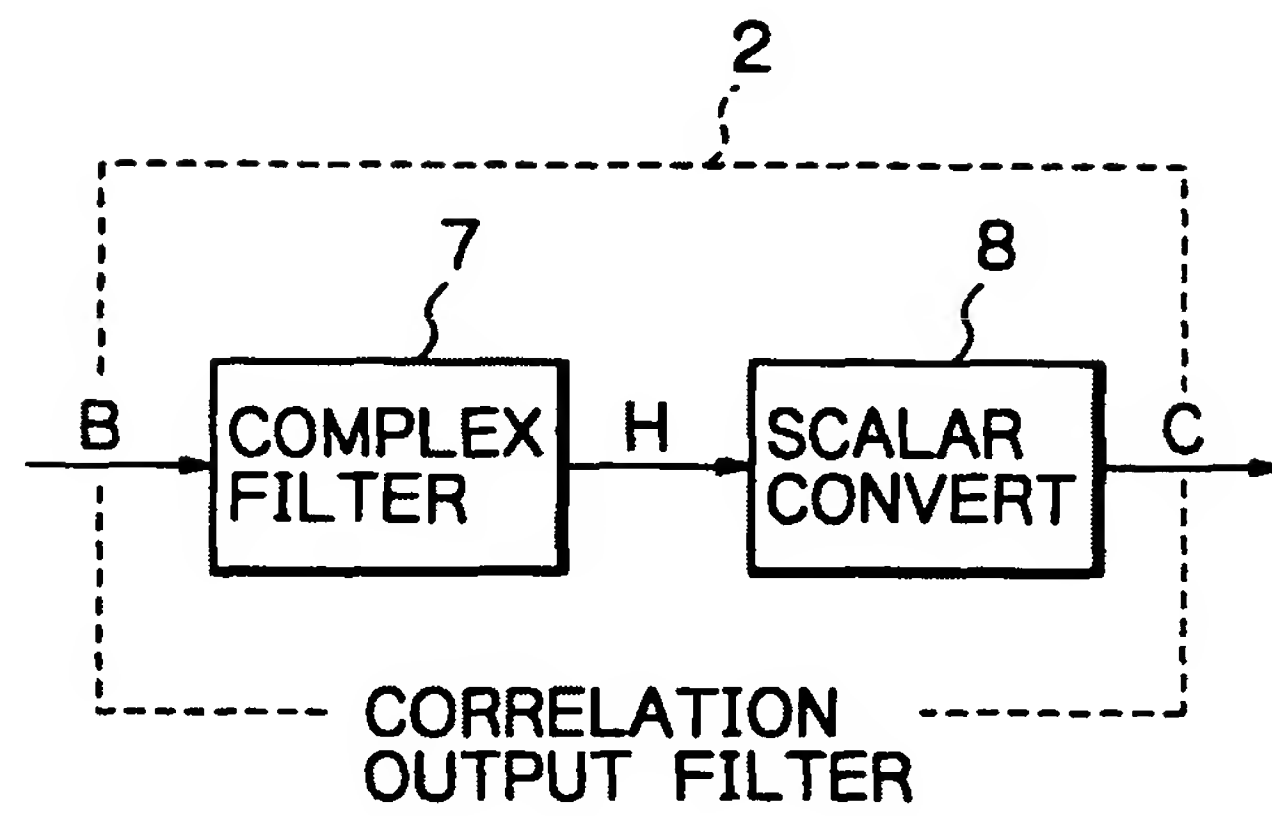 2
7
8
B
COMPLEX
FILTER
H
SCALAR
CONVERT
C
CORRELATION
OUTPUT FILTER